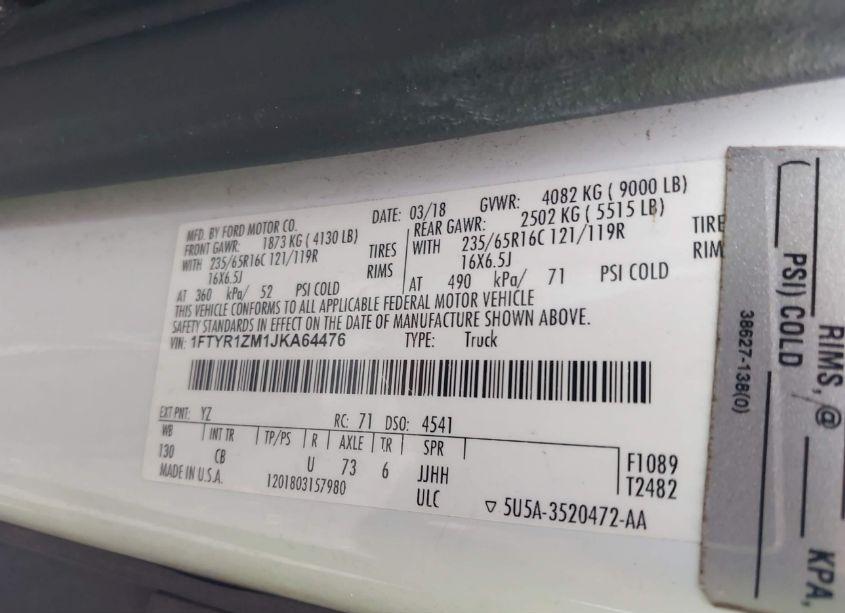 MFD. BY FORD MOTOR CO.
DATE: 03/18 GVWR: 4082 KG ( 9000 LB)
FRONT GAWR: 1873 KG ( 4130 LB)
WITH 235/65R16C 121/119R TIRES
16X6.5J RIMS
AT 360 kPa/ 52 PSI COLD
REAR GAWR: 2502 KG ( 5515 LB)
WITH 235/65R16C 121/119R TIRE
16X6.5J RIM
AT 490 kPa/ 71 PSI COLD
THIS VEHICLE CONFORMS TO ALL APPLICABLE FEDERAL MOTOR VEHICLE
SAFETY STANDARDS IN EFFECT ON THE DATE OF MANUFACTURE SHOWN ABOVE.
VIN: 1FTYR1ZM1JKA64476 TYPE: Truck
EXT PNT: YZ RC: 71 DSO: 4541
WB INT TR TP/PS R AXLE TR SPR
130 CB U 73 6 JJHH
ULC
F1089
T2482
MADE IN U.S.A. 1201803157980
▽ 5U5A-3520472-AA
( PSI) COLD
RIMS, @ KPA,
38627-138(0)